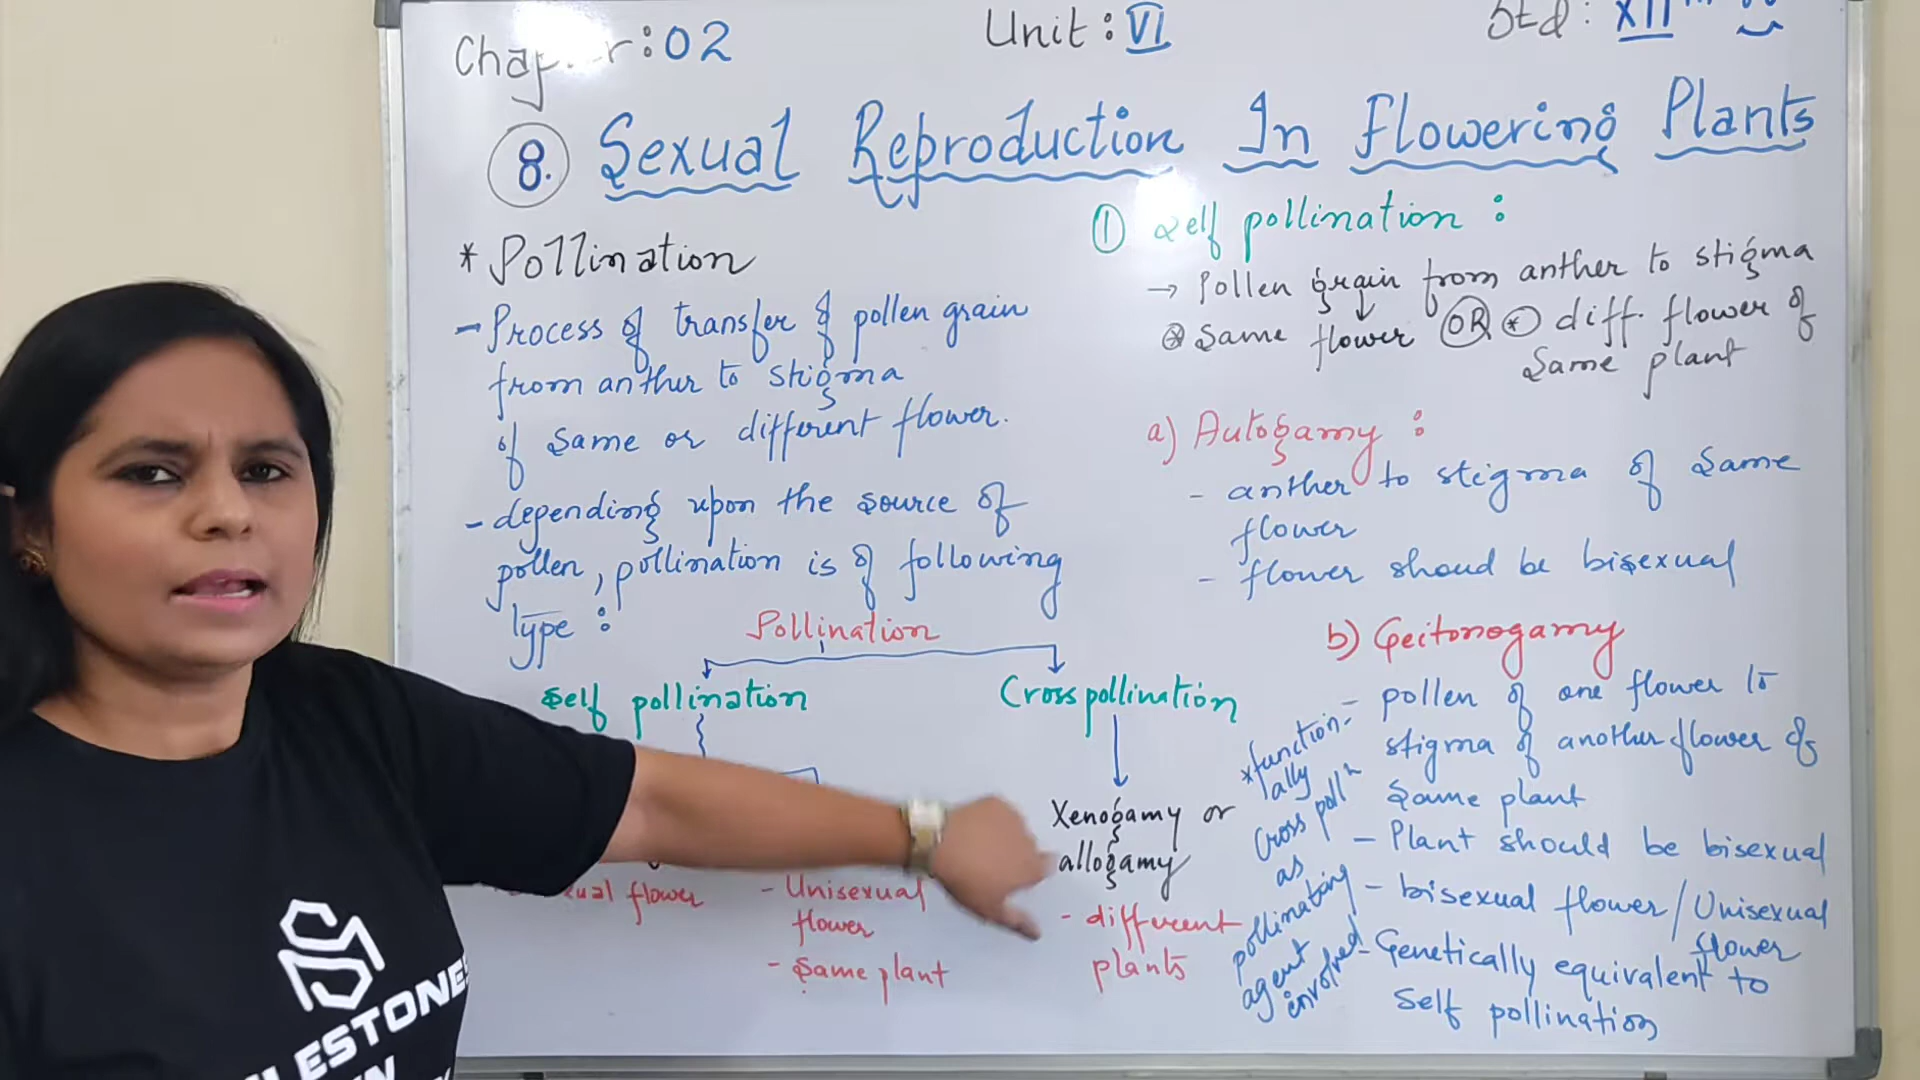 Chapter : 02
Unit : VI
Std : XII
8. Sexual Reproduction In Flowering Plants
* Pollination
- Process of transfer of pollen grain
from anther to stigma
of same or different flower.
- depending upon the source of
pollen, pollination is of following
type :
Pollination
Self pollination
Cross pollination
Xenogamy or
allogamy
- different
plants
flower
- Unisexual
flower
- Same plant
① Self pollination :
→ Pollen grain from anther to stigma
⊛ Same flower OR ⊛ diff. flower of
Same plant
a) Autogamy :
- anther to stigma of same
flower
- flower shoud be bisexual
b) Geitonogamy
- pollen of one flower to
stigma of another flower of
Same plant
- Plant should be bisexual
- bisexual flower / Unisexual
flower
- Genetically equivalent to
Self pollination
* function-
ally
cross pollⁿ
as
pollinating
agent
involved
LESTONE